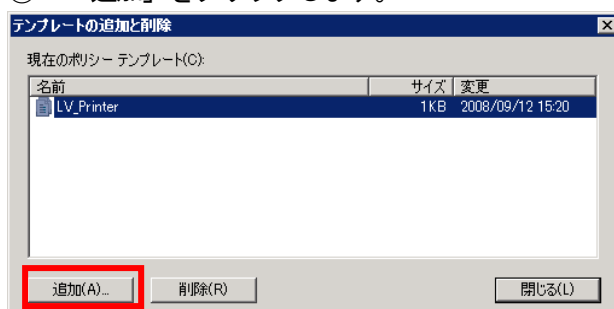 「追加」をクリックします。
テンプレートの追加と削除
現在のポリシー テンプレート(C):
名前 サイズ 変更
LV_Printer 1KB 2008/09/12 15:20
追加(A)... 削除(R) 閉じる(L)